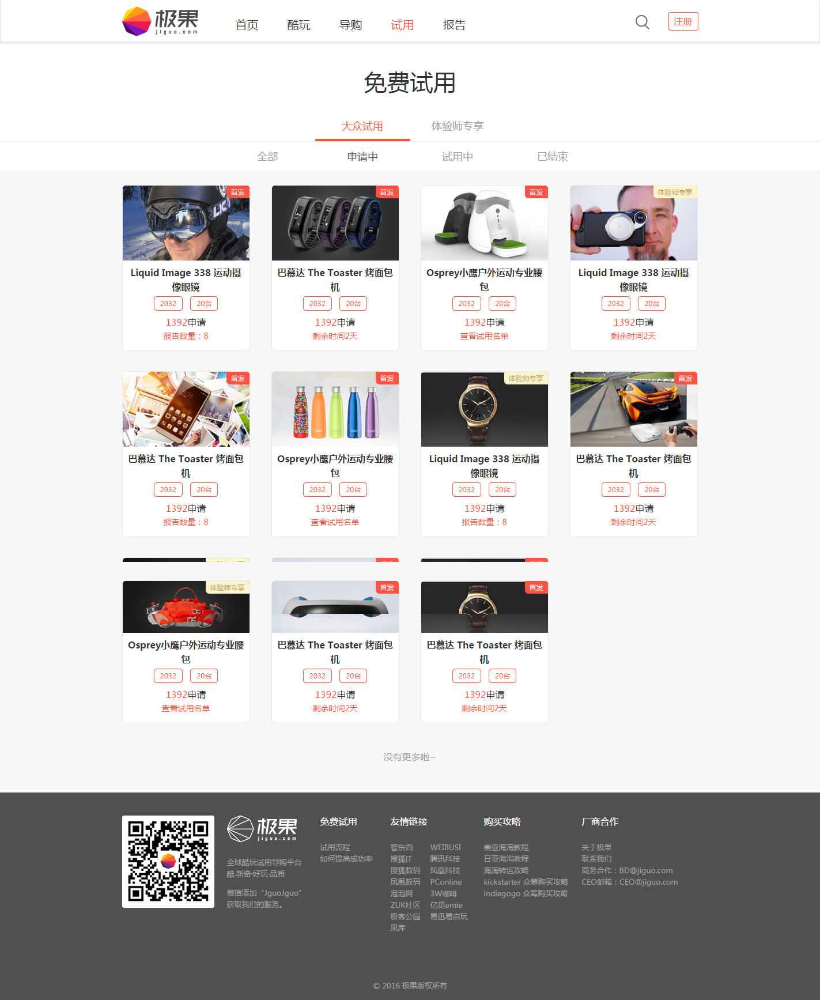 极果
jiguo.com
首页 酷玩 导购 试用 报告
注册
免费试用
大众试用 体验师专享
全部 申请中 试用中 已结束
首发 首发 首发 体验师专享
Liquid Image 338 运动摄
像眼镜
2032 20台
1392申请
报告数量：8
巴慕达 The Toaster 烤面包
机
2032 20台
1392申请
剩余时间2天
Osprey小鹰户外运动专业腰
包
2032 20台
1392申请
查看试用名单
Liquid Image 338 运动摄
像眼镜
2032 20台
1392申请
剩余时间2天
首发 首发 体验师专享 首发
巴慕达 The Toaster 烤面包
机
2032 20台
1392申请
报告数量：8
Osprey小鹰户外运动专业腰
包
2032 20台
1392申请
查看试用名单
Liquid Image 338 运动摄
像眼镜
2032 20台
1392申请
报告数量：8
巴慕达 The Toaster 烤面包
机
2032 20台
1392申请
剩余时间2天
体验师专享 首发 首发
Osprey小鹰户外运动专业腰
包
2032 20台
1392申请
查看试用名单
巴慕达 The Toaster 烤面包
机
2032 20台
1392申请
剩余时间2天
巴慕达 The Toaster 烤面包
机
2032 20台
1392申请
剩余时间2天
没有更多啦~
极果
jiguo.com
全球酷玩试用导购平台
酷·新奇·好玩·品质
微信添加“JguoJguo”
获取我们的服务。
免费试用
试用流程
如何提高成功率
友情链接
智东西 WEIBUSI
搜狐IT 腾讯科技
搜狐数码 凤凰科技
凤凰数码 PConline
泡泡网 3W咖啡
ZUK社区 亿觅emie
极客公园 易迅易启玩
果库
购买攻略
美亚海淘教程
日亚海淘教程
海淘转运攻略
kickstarter 众筹购买攻略
indiegogo 众筹购买攻略
厂商合作
关于极果
联系我们
商务合作：BD@jiguo.com
CEO邮箱：CEO@jiguo.com
© 2016 极果版权所有